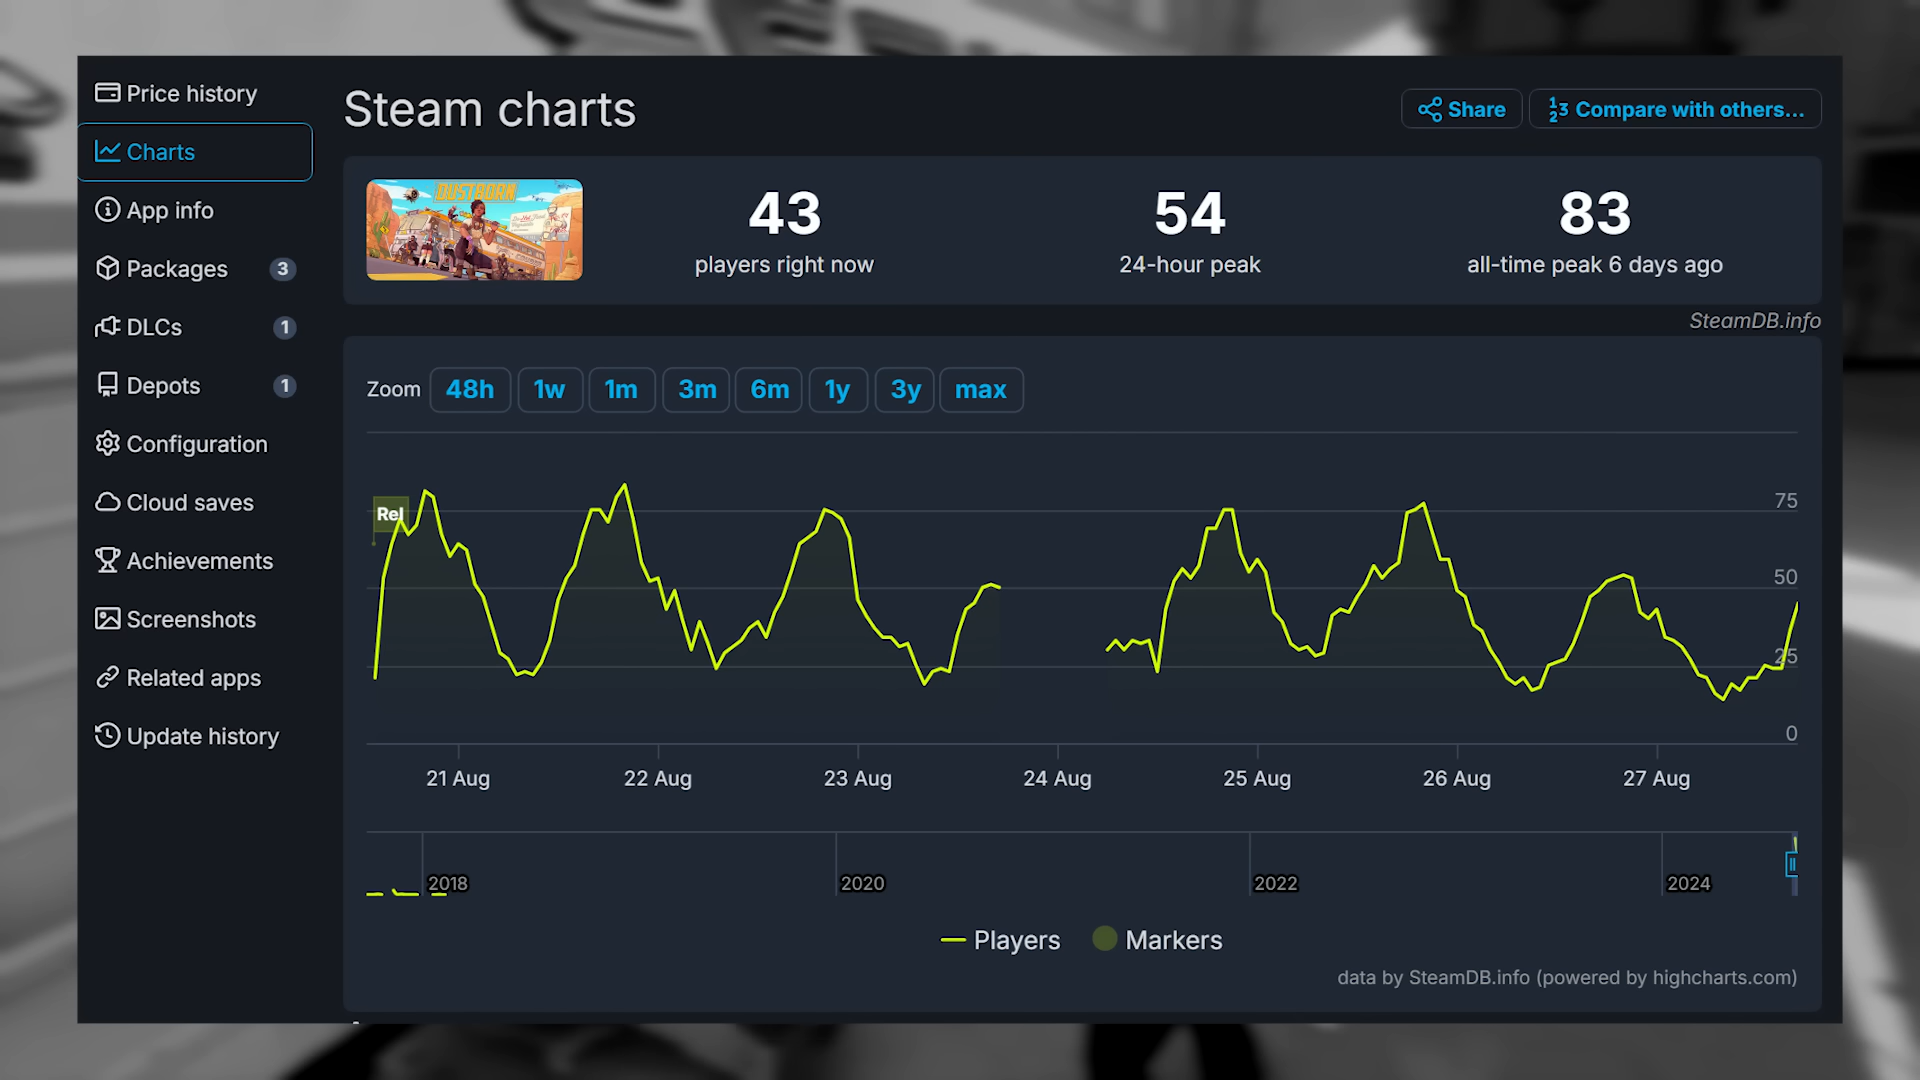 Price history
Charts
App info
Packages 3
DLCs 1
Depots 1
Configuration
Cloud saves
Achievements
Screenshots
Related apps
Update history
Steam charts
Share
Compare with others...
DUSTBORN
43
players right now
54
24-hour peak
83
all-time peak 6 days ago
SteamDB.info
Zoom 48h 1w 1m 3m 6m 1y 3y max
Rel
75
50
25
0
21 Aug 22 Aug 23 Aug 24 Aug 25 Aug 26 Aug 27 Aug
2018 2020 2022 2024
Players Markers
data by SteamDB.info (powered by highcharts.com)